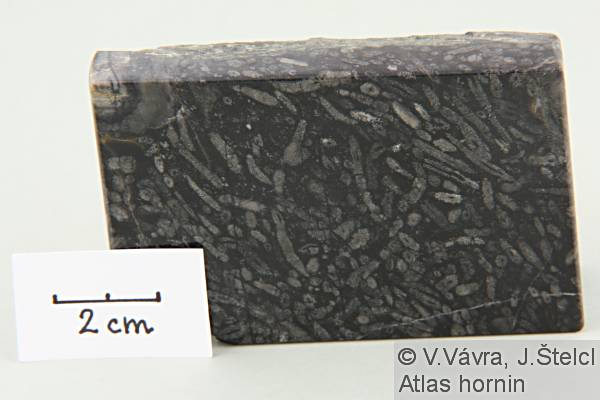 2 cm
© V.Vávra, J.Štelcl
Atlas hornin